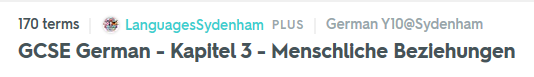 170 terms LanguagesSydenham PLUS German Y10@Sydenham
GCSE German - Kapitel 3 - Menschliche Beziehungen